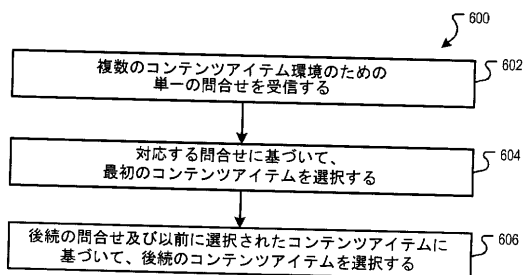 600
複数のコンテンツアイテム環境のための
単一の問合せを受信する
602
対応する問合せに基づいて、
最初のコンテンツアイテムを選択する
604
後続の問合せ及び以前に選択されたコンテンツアイテムに
基づいて、後続のコンテンツアイテムを選択する
606